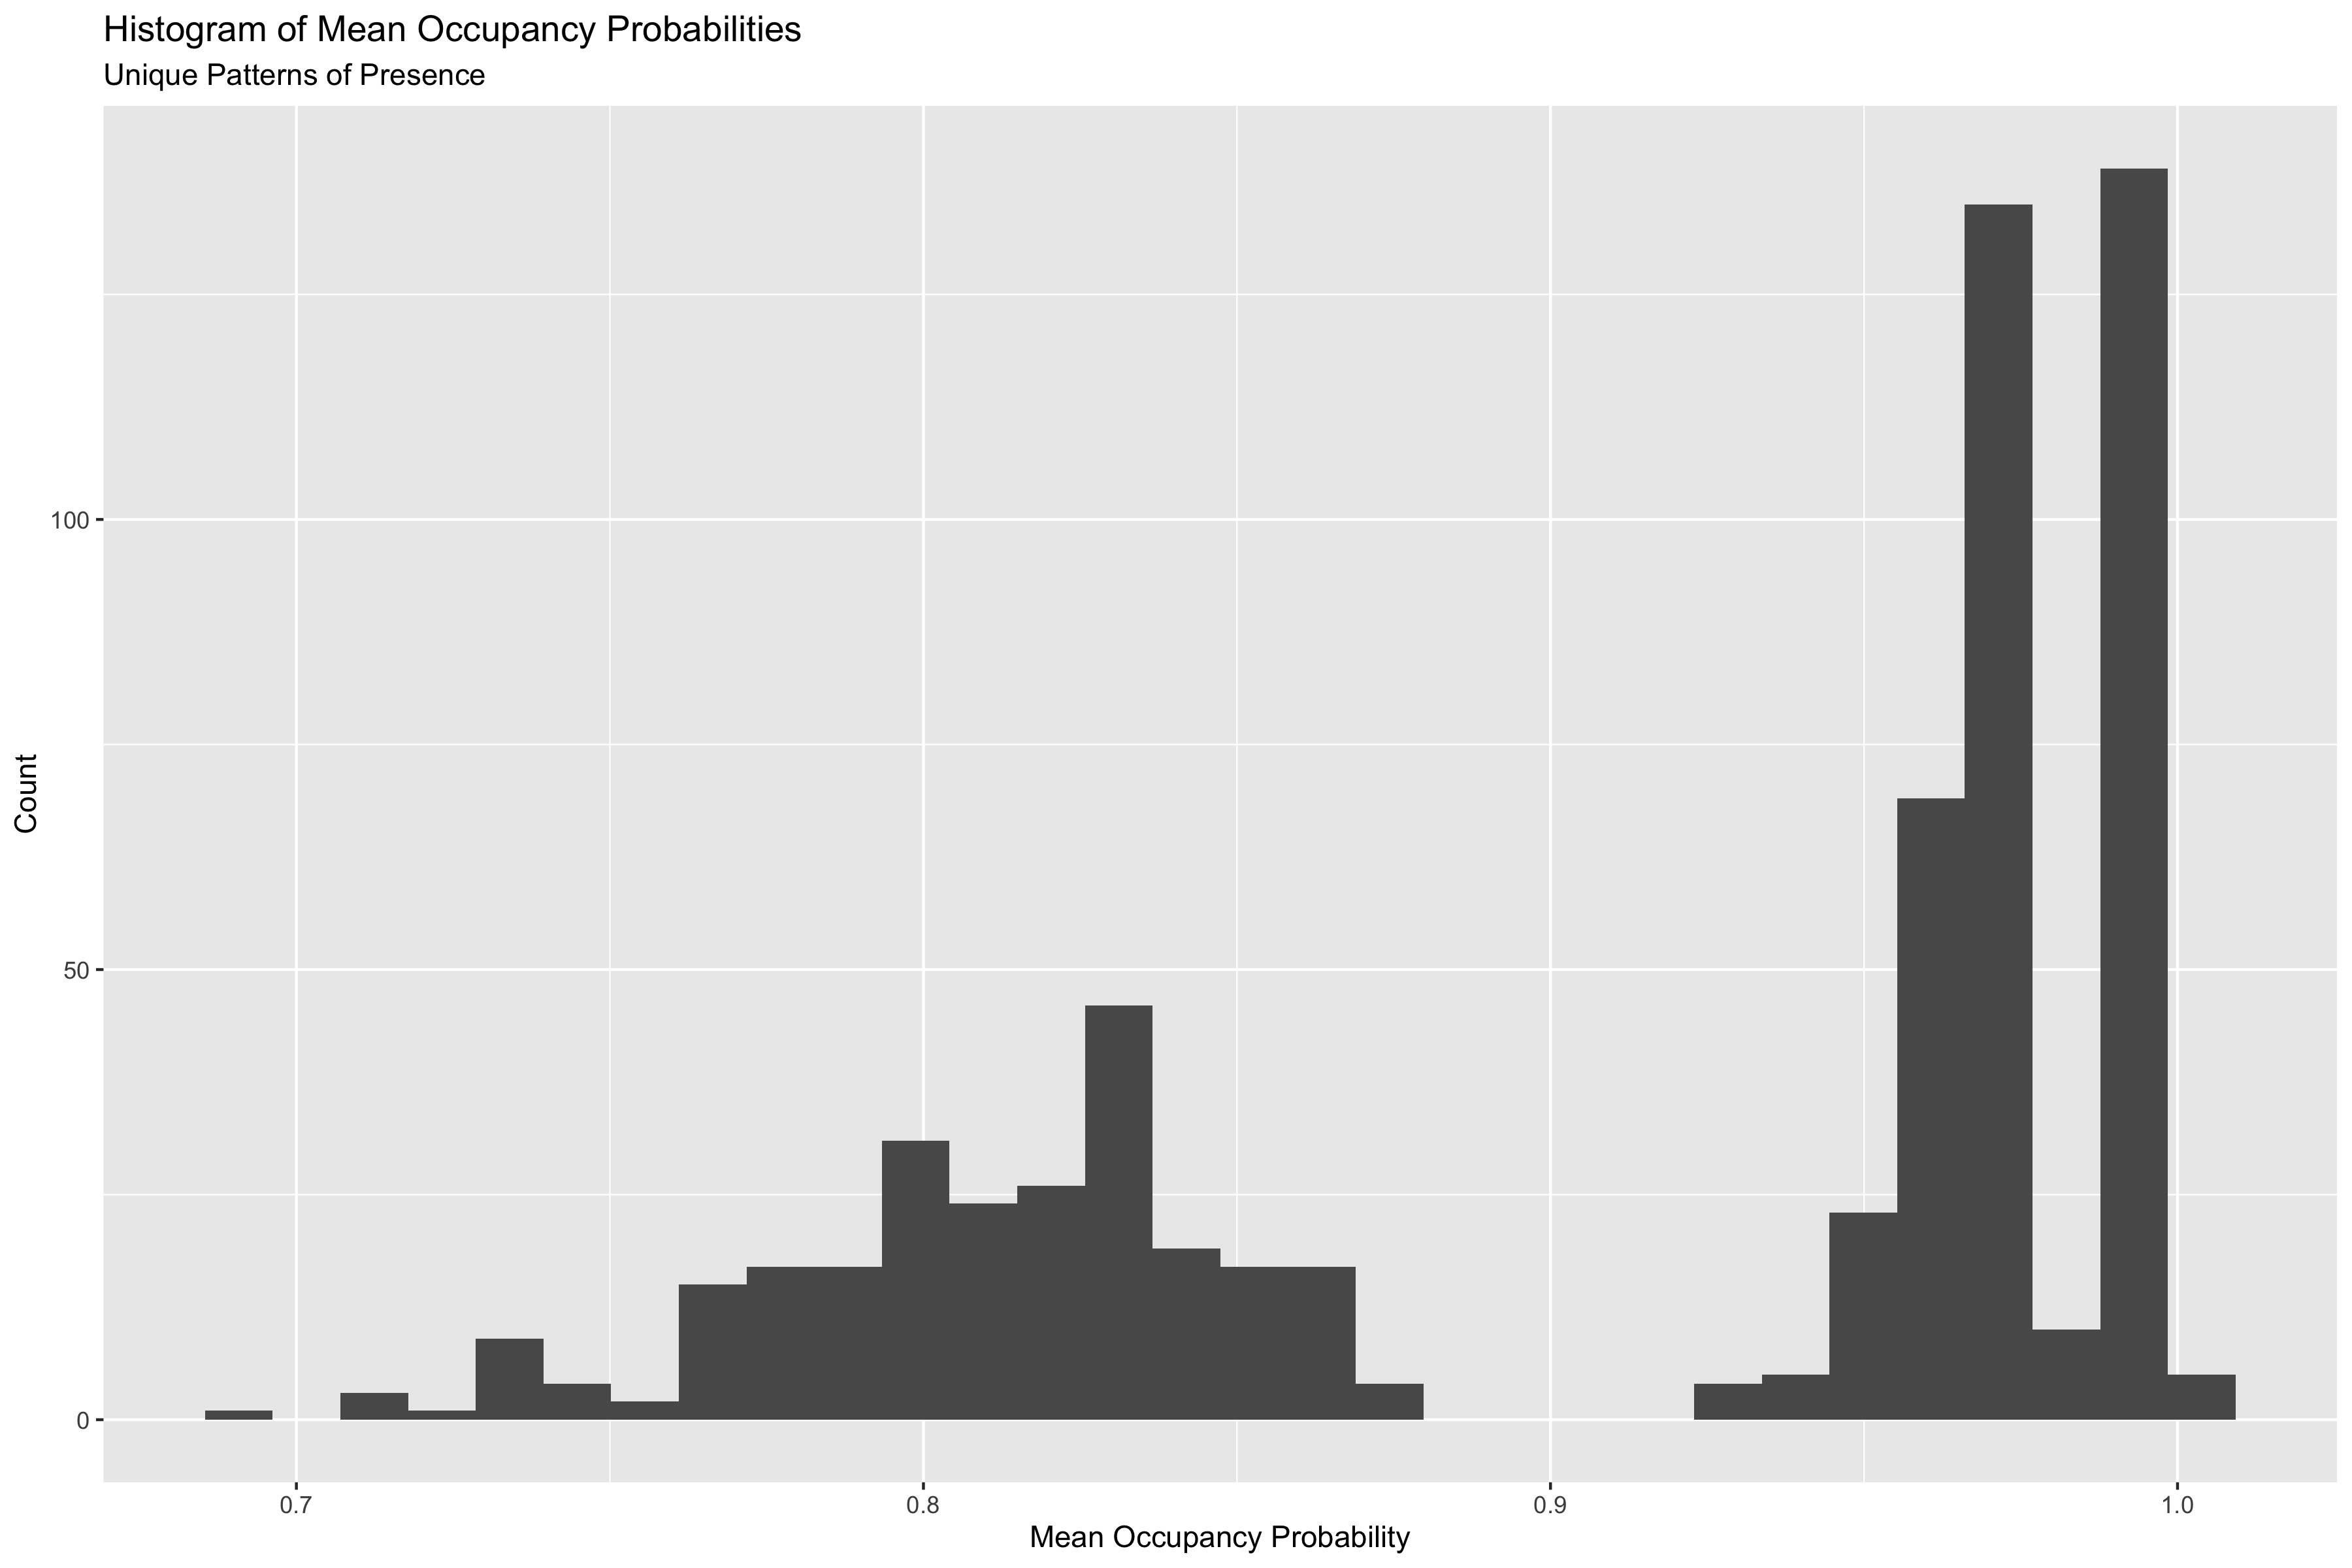 Histogram of Mean Occupancy Probabilities
Unique Patterns of Presence
Count
100
50
0
0.7 0.8 0.9 1.0
Mean Occupancy Probability